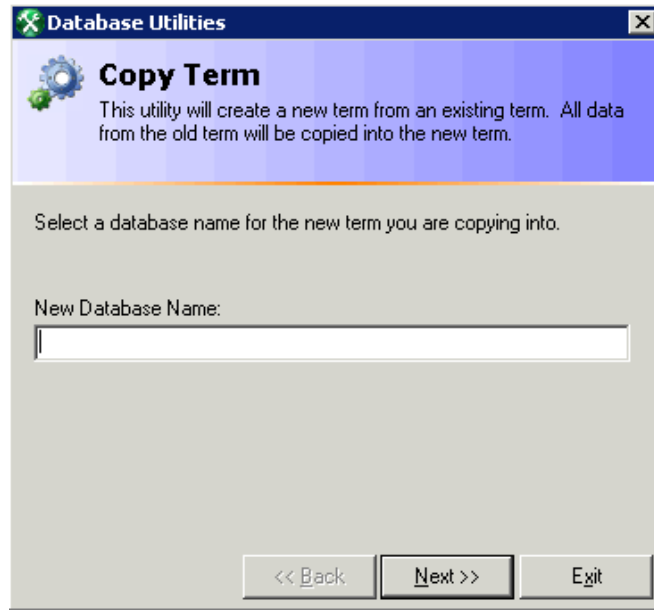 Database Utilities
Copy Term
This utility will create a new term from an existing term.  All data
from the old term will be copied into the new term.
Select a database name for the new term you are copying into.
New Database Name:
<< Back
Next >>
Exit